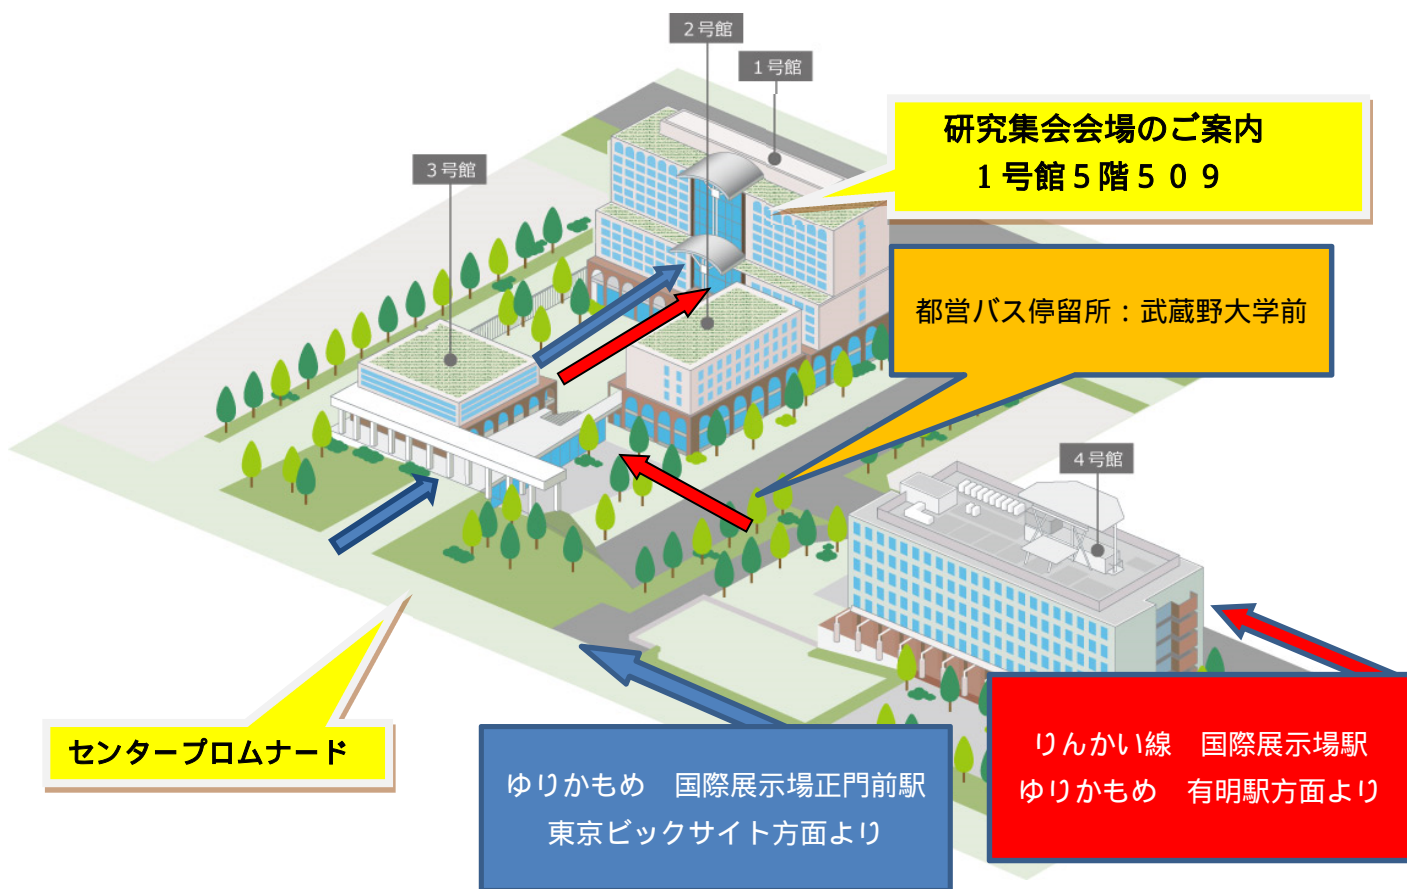 ２号館
１号館
研究集会会場のご案内
１号館５階５０９
３号館
都営バス停留所：武蔵野大学前
４号館
センタープロムナード
ゆりかもめ　国際展示場正門前駅
東京ビックサイト方面より
りんかい線　国際展示場駅
ゆりかもめ　有明駅方面より